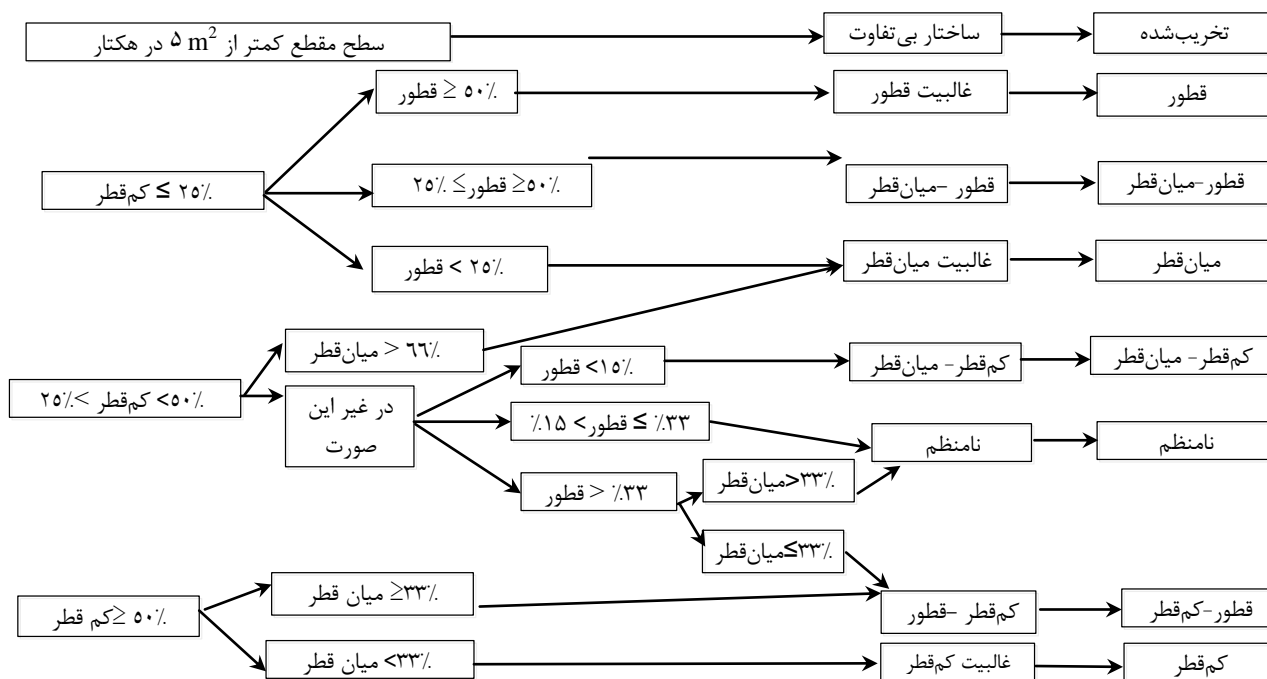 سطح مقطع کمتر از ۵ m² در هکتار
ساختار بی‌تفاوت
تخریب‌شده
۵۰٪ ≤ قطور
غالبیت قطور
قطور
۲۵٪ ≥ کم‌قطر
۵۰٪≥ قطور≥ ۲۵٪
قطور -میان‌قطر
قطور-میان‌قطر
۲۵٪ > قطور
غالبیت میان‌قطر
میان‌قطر
۶۶٪ < میان‌قطر
۱۵٪> قطور
کم‌قطر- میان‌قطر
کم‌قطر- میان‌قطر
۵۰٪> کم‌قطر >۲۵٪
در غیر این
صورت
۳۳٪ ≥ قطور> ۱۵٪
نامنظم
نامنظم
۳۳٪ < قطور
۳۳٪<میان‌قطر
۳۳٪≥میان‌قطر
۵۰٪ ≤کم قطر
۳۳٪≤ میان قطر
کم‌قطر -قطور
قطور-کم‌قطر
۳۳٪> میان قطر
غالبیت کم‌قطر
کم‌قطر